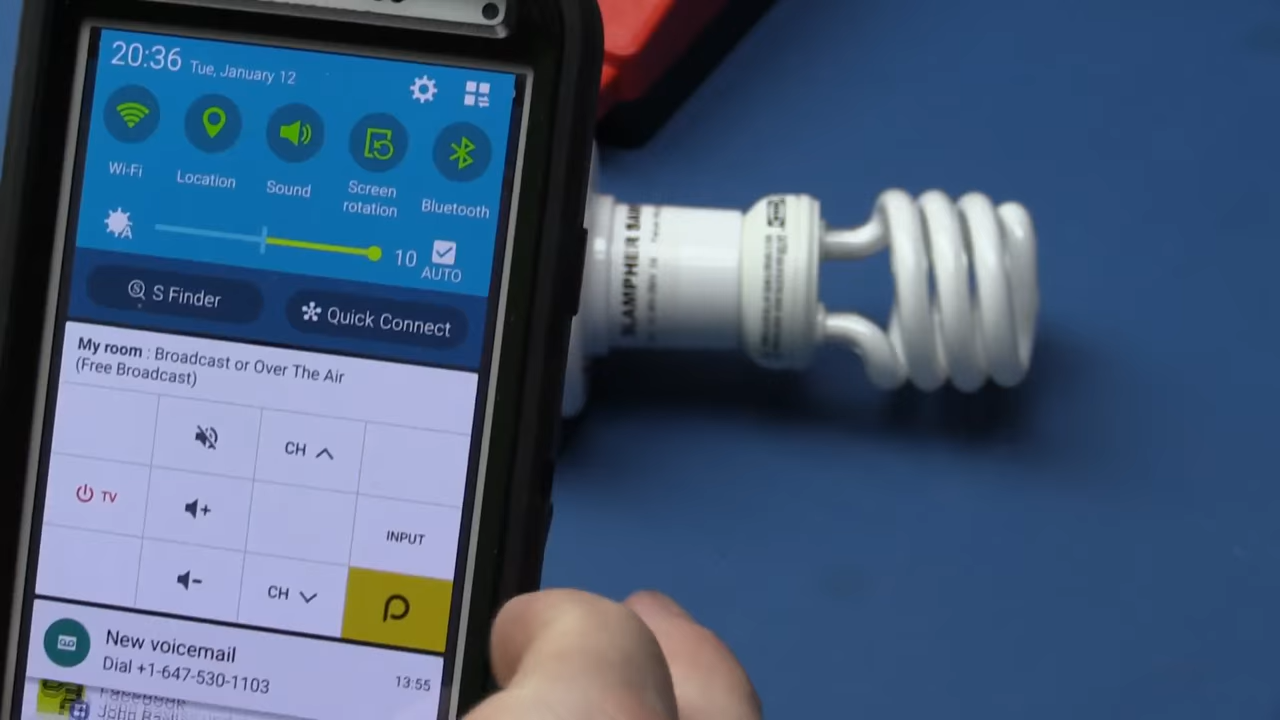 20:36 Tue, January 12
Wi-Fi
Location
Sound
Screen
rotation
Bluetooth
A
10
AUTO
S Finder
Quick Connect
My room : Broadcast or Over The Air
(Free Broadcast)
CH
TV
INPUT
CH
New voicemail
Dial +1-647-530-1103
13:55
Facebook
KAMPHER